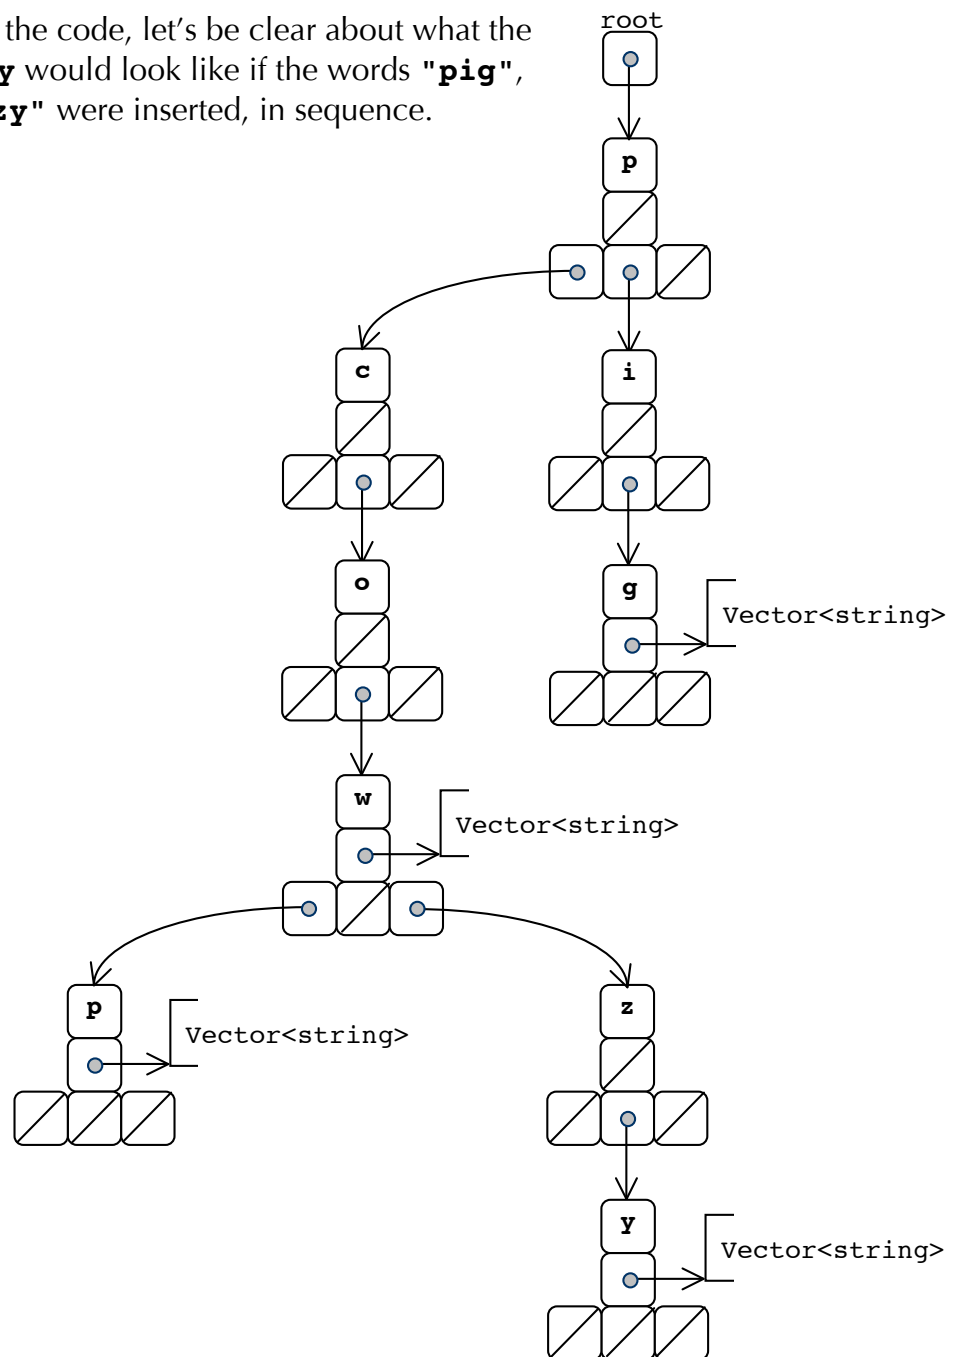 root
the code, let's be clear about what the
y would look like if the words "pig",
zy" were inserted, in sequence.
p
c
i
o
g
Vector<string>
w
Vector<string>
p
z
Vector<string>
y
Vector<string>